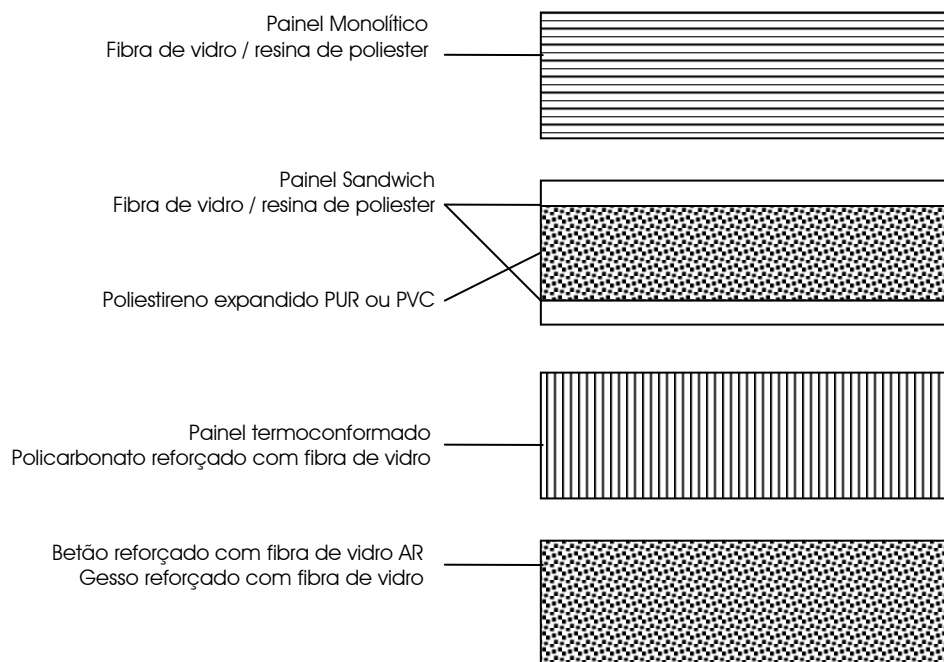 Painel Monolítico
Fibra de vidro / resina de poliester
Painel Sandwich
Fibra de vidro / resina de poliester
Poliestireno expandido PUR ou PVC
Painel termoconformado
Policarbonato reforçado com fibra de vidro
Betão reforçado com fibra de vidro AR
Gesso reforçado com fibra de vidro